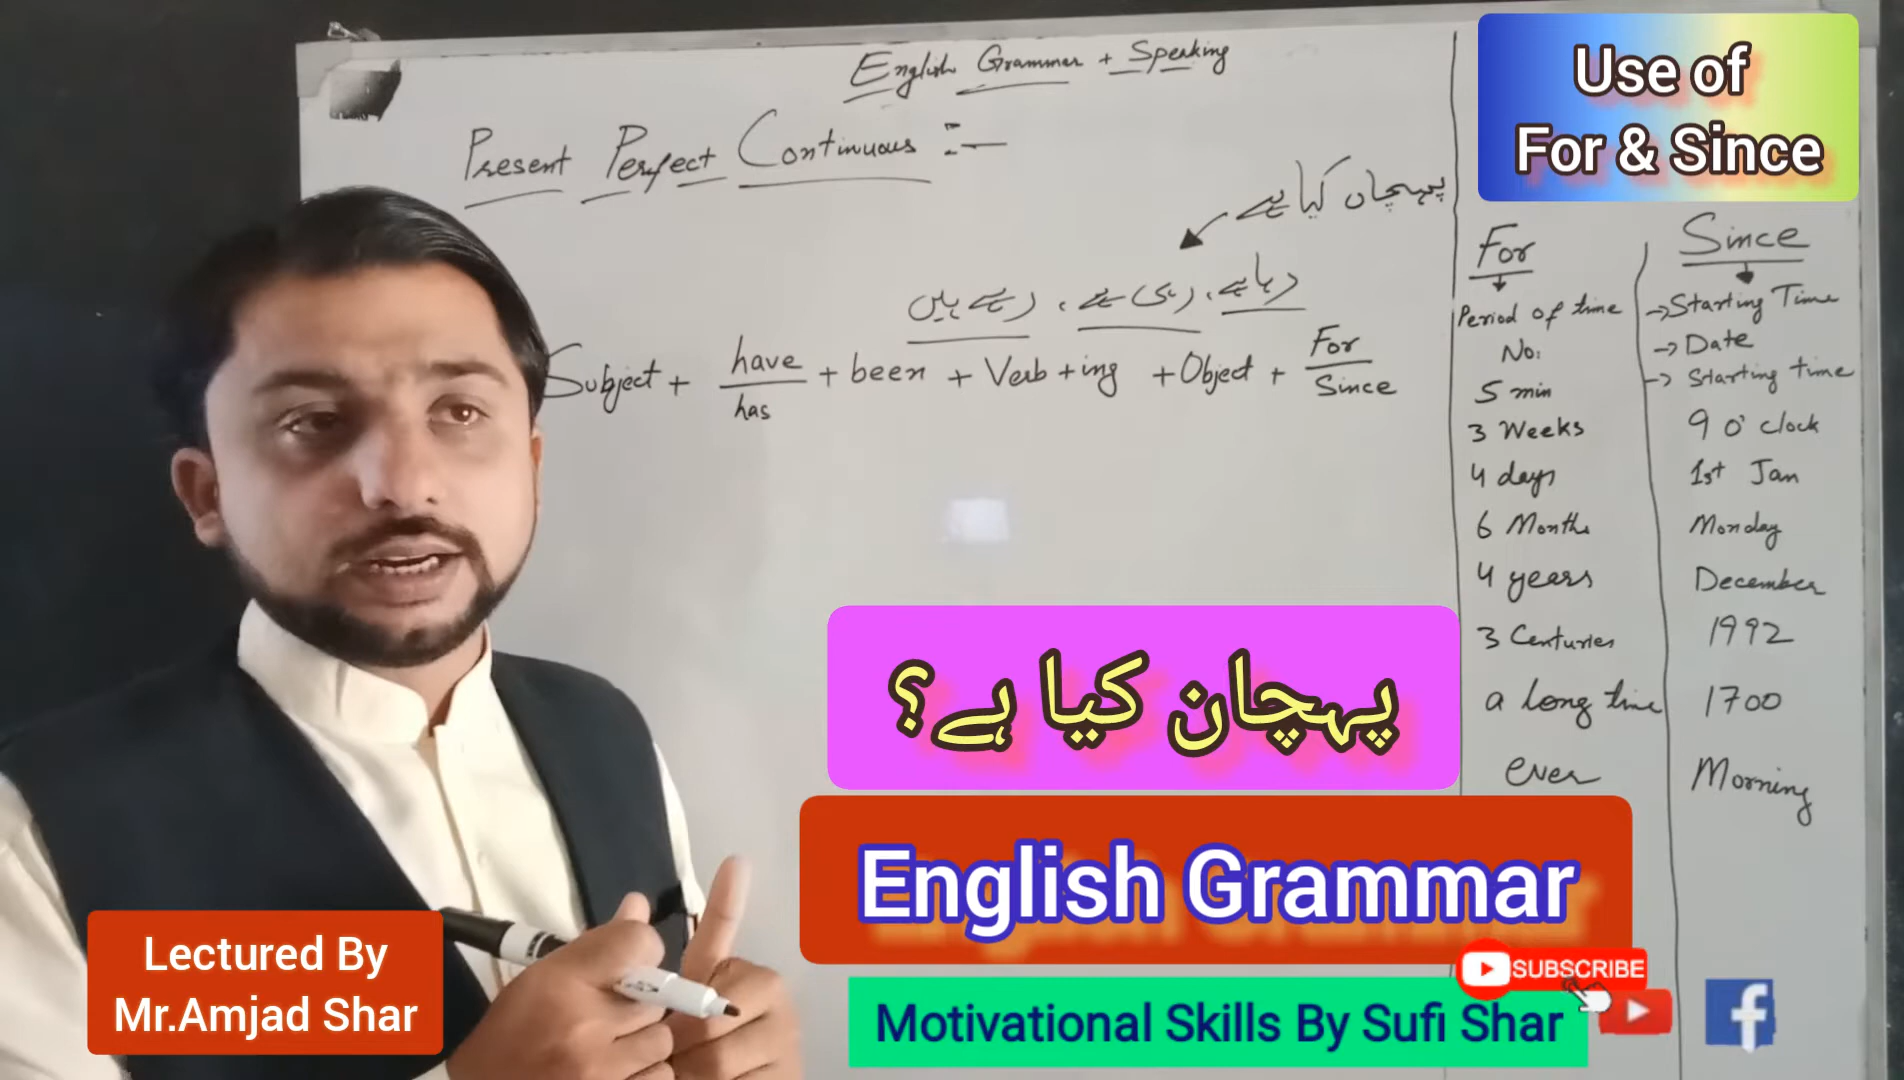 English Grammar + Speaking
Present Perfect Continuous :-
پہچان کیا ہے
رہا ہے، رہی ہے، رہے ہیں
Subject + have/has + been + Verb + ing + Object + For/Since
Use of
For & Since
For
Period of time
No:
5 min
3 Weeks
4 days
6 Months
4 years
3 Centuries
a long time
ever
Since
→ Starting Time
→ Date
→ Starting time
9 o' clock
1st Jan
Monday
December
1992
1700
Morning
پہچان کیا ہے؟
English Grammar
SUBSCRIBE
Motivational Skills By Sufi Shar
Lectured By
Mr.Amjad Shar